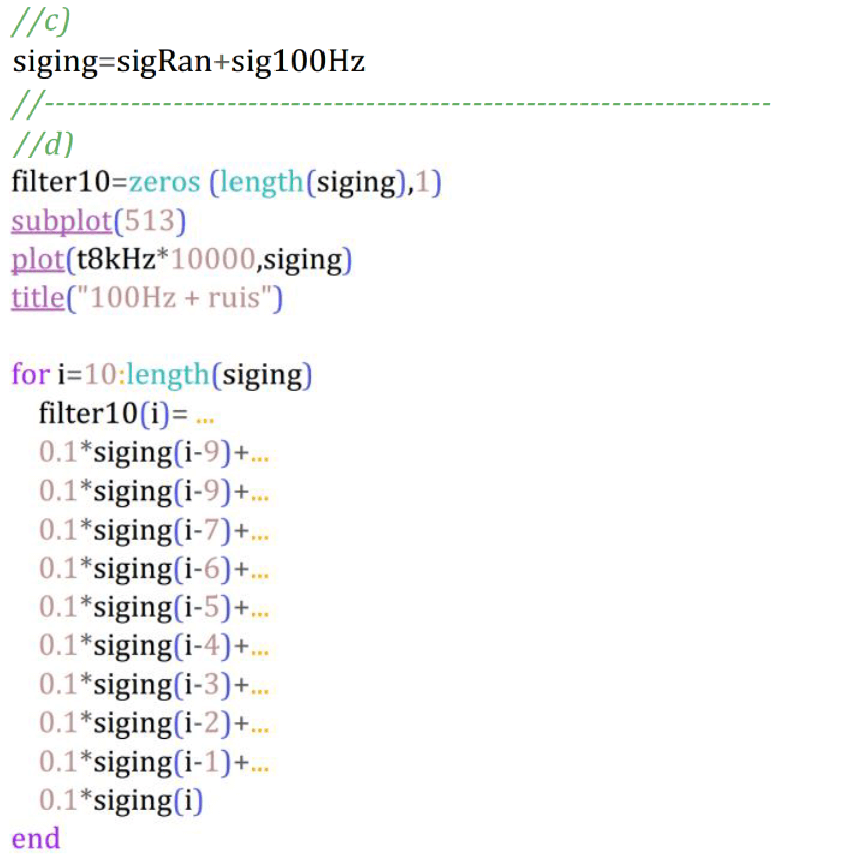 //c)
siging=sigRan+sig100Hz
//--------------------------------------------------------------------
//d)
filter10=zeros (length(siging),1)
subplot(513)
plot(t8kHz*10000,siging)
title("100Hz + ruis")
for i=10:length(siging)
filter10(i)= ...
0.1*siging(i-9)+...
0.1*siging(i-9)+...
0.1*siging(i-7)+...
0.1*siging(i-6)+...
0.1*siging(i-5)+...
0.1*siging(i-4)+...
0.1*siging(i-3)+...
0.1*siging(i-2)+...
0.1*siging(i-1)+...
0.1*siging(i)
end